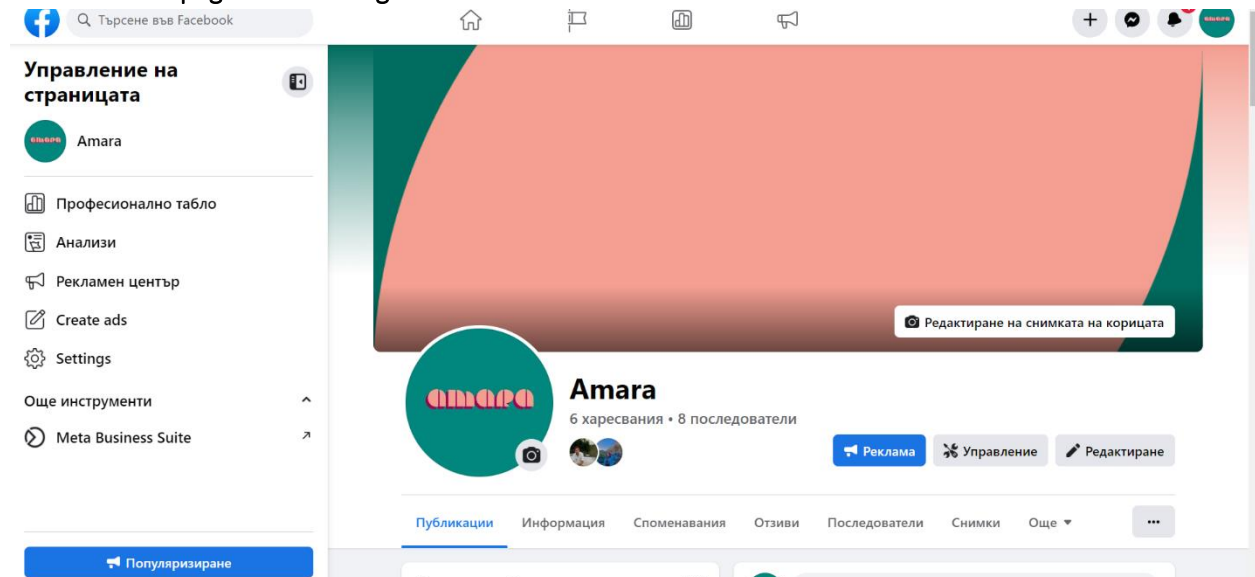 Търсене във Facebook
Управление на
страницата
amara
Amara
Професионално табло
Анализи
Рекламен център
Create ads
Settings
Още инструменти
Meta Business Suite
Популяризиране
amara
Редактиране на снимката на корицата
amara
Amara
6 харесвания • 8 последователи
Реклама
Управление
Редактиране
Публикации
Информация
Споменавания
Отзиви
Последователи
Снимки
Още